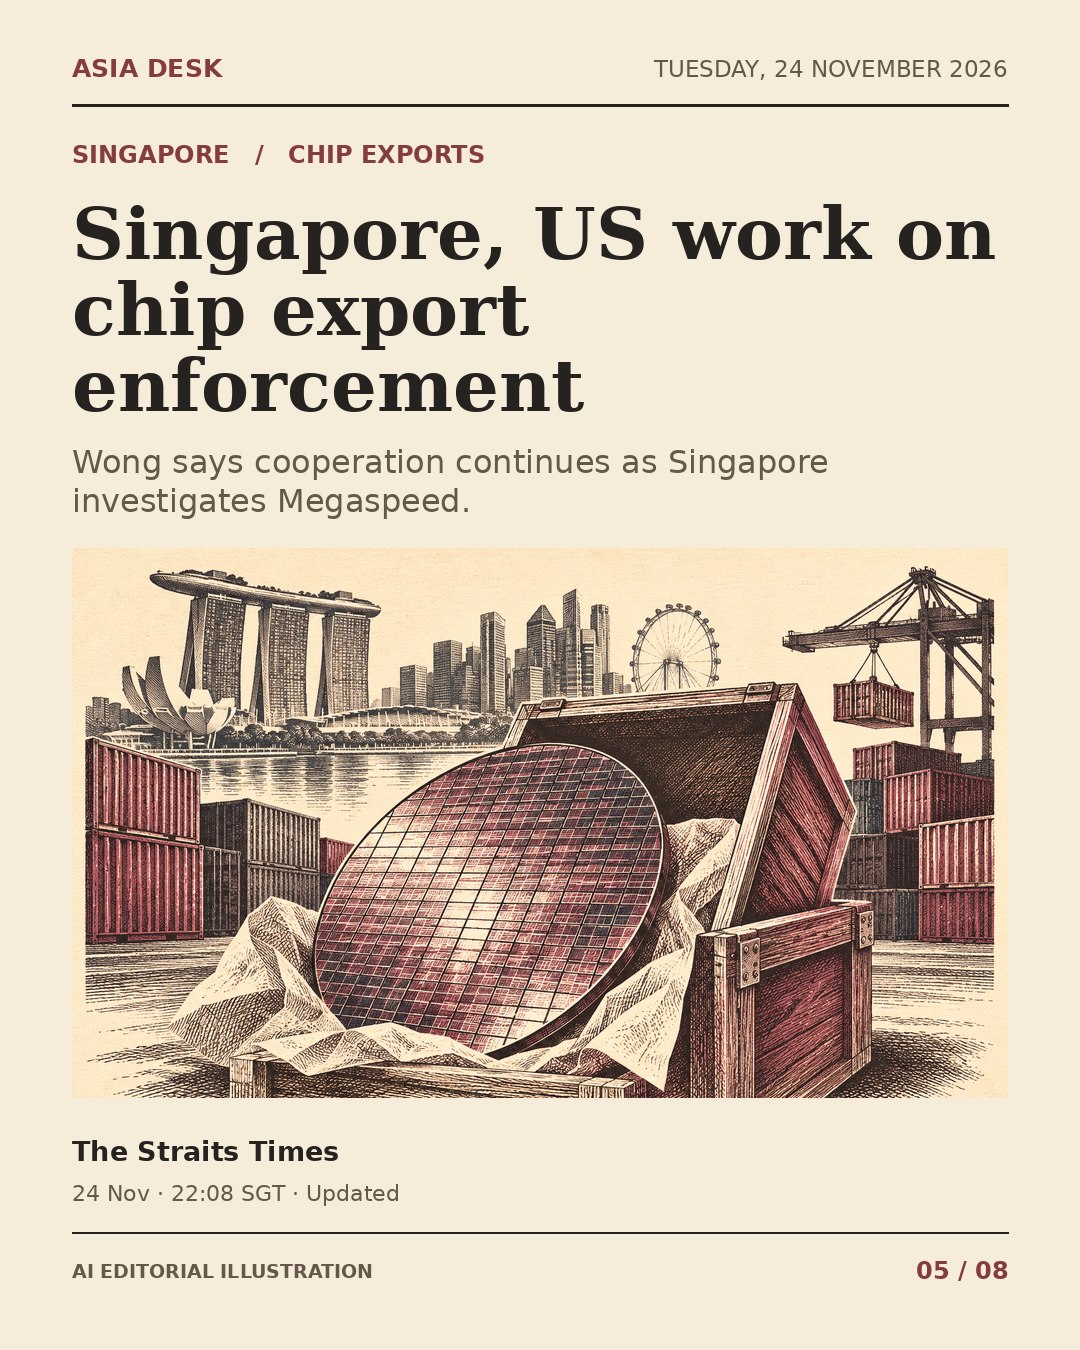 ASIA DESK
TUESDAY, 24 NOVEMBER 2026
SINGAPORE / CHIP EXPORTS
Singapore, US work on
chip export
enforcement
Wong says cooperation continues as Singapore
investigates Megaspeed.
The Straits Times
24 Nov · 22:08 SGT · Updated
AI EDITORIAL ILLUSTRATION
05 / 08